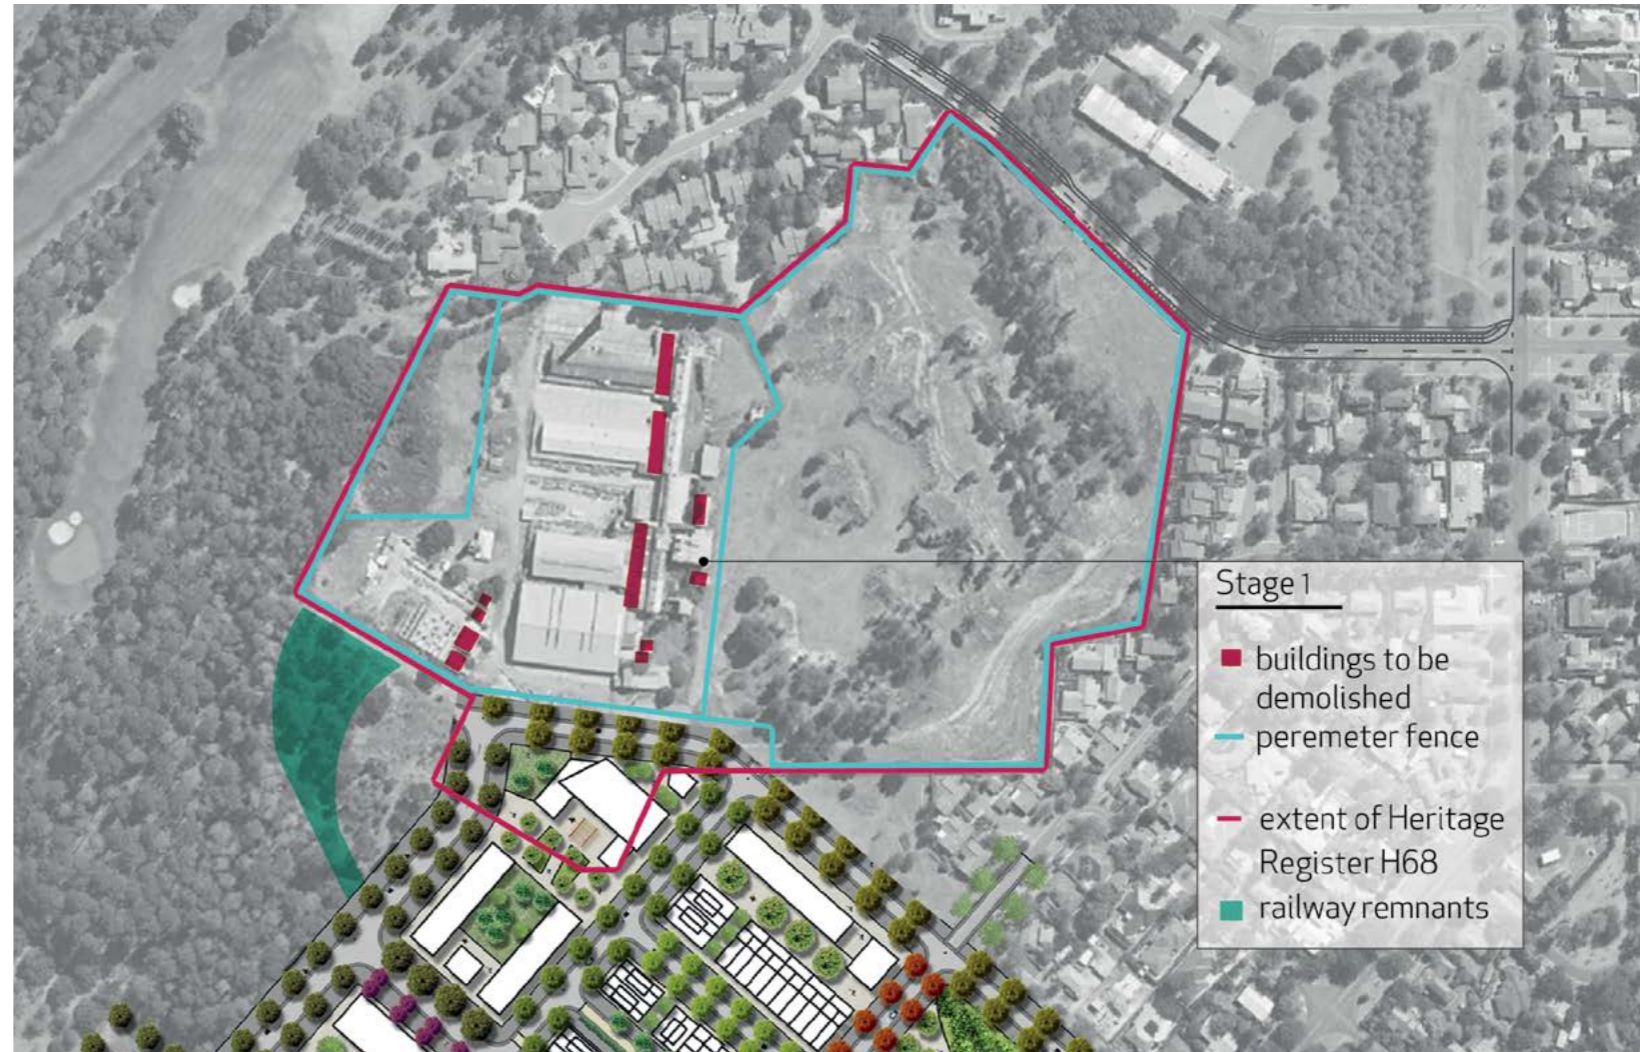 Stage 1
buildings to be
demolished
peremeter fence
extent of Heritage
Register H68
railway remnants